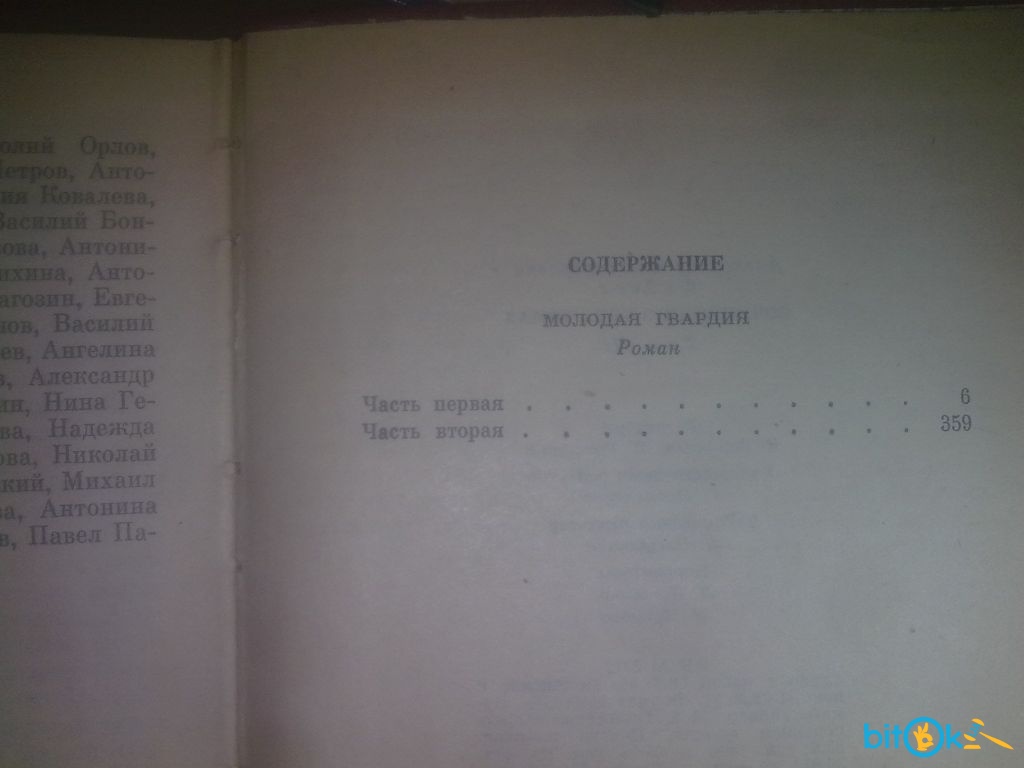 олий Орлов,
Петров, Анто-
ия Ковалева,
Василий Бон-
ова, Антони-
ихина, Анто-
агозин, Евге-
нов, Василий
ев, Ангелина
в, Александр
ин, Нина Ге-
ва, Надежда
ова, Николай
кий, Михаил
ва, Антонина
в, Павел Па-
СОДЕРЖАНИЕ
МОЛОДАЯ ГВАРДИЯ
Роман
Часть первая . . . . . . . . . . . 6
Часть вторая . . . . . . . . . . . 359
bitok